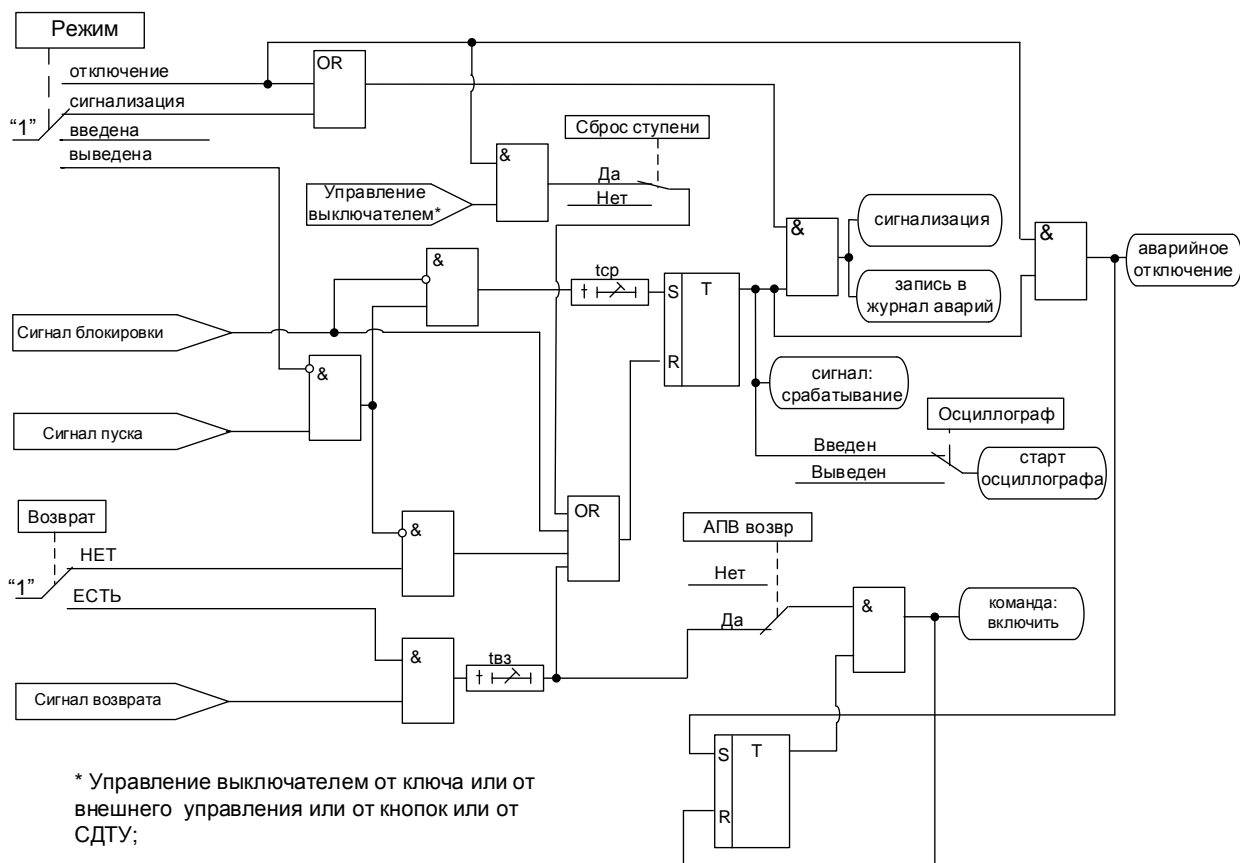 Режим
отключение
OR
сигнализация
“1”
введена
выведена
Сброс ступени
&
Да
Нет
Управление
выключателем*
&
сигнализация
&
аварийное
отключение
&
tср
S
T
запись в
журнал аварий
Сигнал блокировки
R
&
сигнал:
срабатывание
Осциллограф
Сигнал пуска
Введен
Выведен
старт
осциллографа
Возврат
OR
АПВ возвр
&
НЕТ
“1”
Нет
ЕСТЬ
&
команда:
включить
Да
&
tвз
Сигнал возврата
S
T
R
* Управление выключателем от ключа или от
внешнего управления или от кнопок или от
СДТУ;